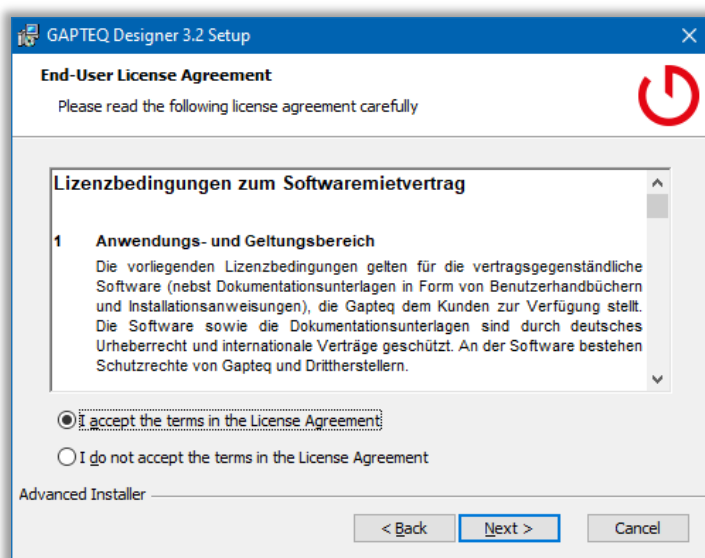 GAPTEQ Designer 3.2 Setup
End-User License Agreement
Please read the following license agreement carefully
Lizenzbedingungen zum Softwaremietvertrag
1 Anwendungs- und Geltungsbereich
Die vorliegenden Lizenzbedingungen gelten für die vertragsgegenständliche
Software (nebst Dokumentationsunterlagen in Form von Benutzerhandbüchern
und Installationsanweisungen), die Gapteq dem Kunden zur Verfügung stellt.
Die Software sowie die Dokumentationsunterlagen sind durch deutsches
Urheberrecht und internationale Verträge geschützt. An der Software bestehen
Schutzrechte von Gapteq und Drittherstellern.
I accept the terms in the License Agreement
I do not accept the terms in the License Agreement
Advanced Installer
< Back Next > Cancel